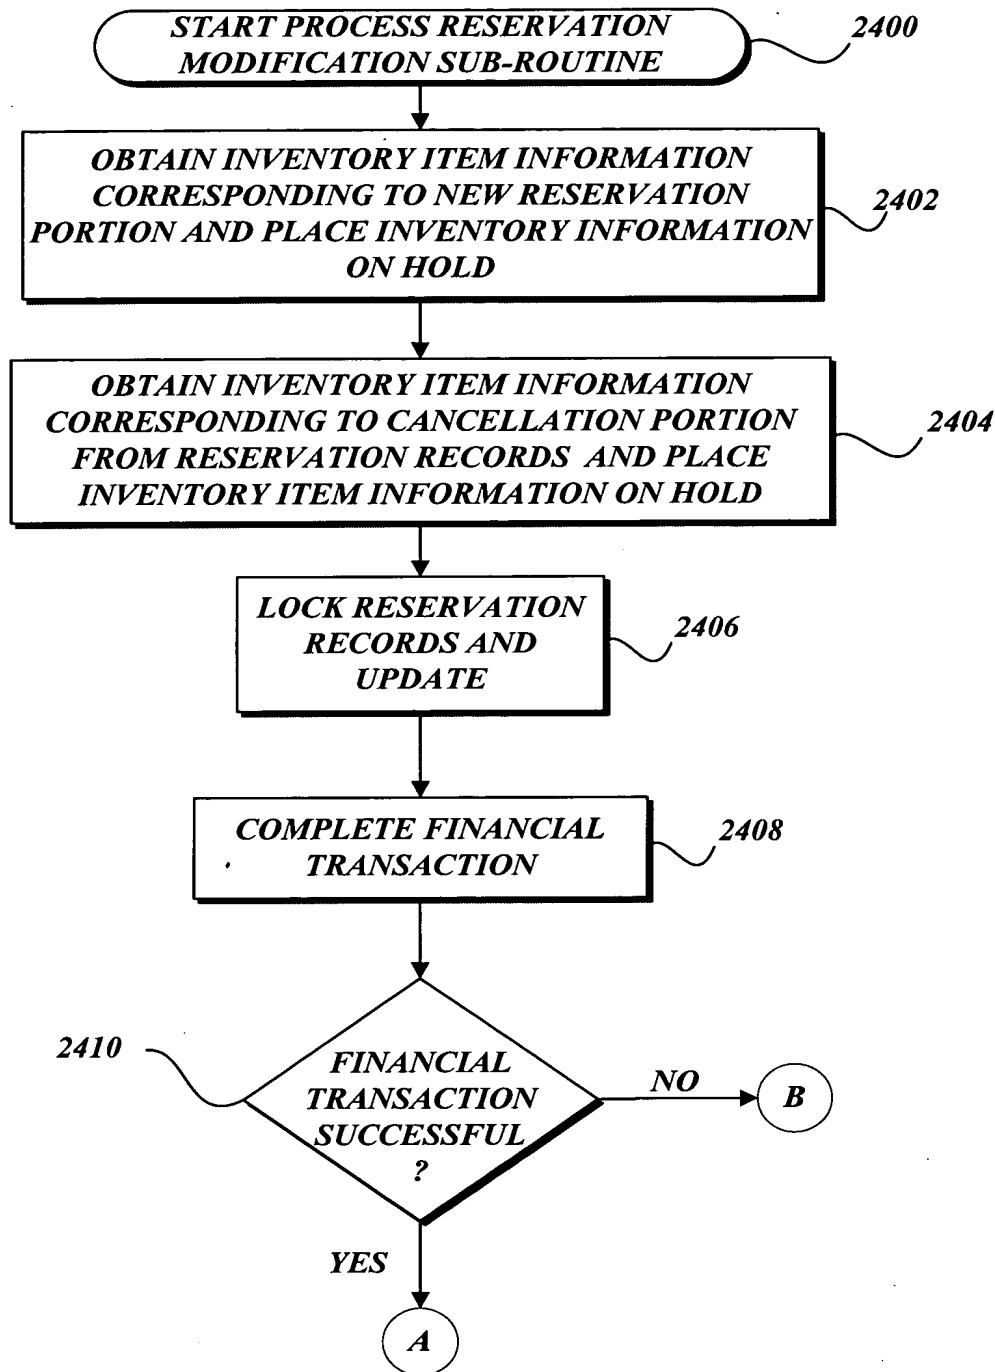 START PROCESS RESERVATION
MODIFICATION SUB-ROUTINE
2400
OBTAIN INVENTORY ITEM INFORMATION
CORRESPONDING TO NEW RESERVATION
PORTION AND PLACE INVENTORY INFORMATION
ON HOLD
2402
OBTAIN INVENTORY ITEM INFORMATION
CORRESPONDING TO CANCELLATION PORTION
FROM RESERVATION RECORDS AND PLACE
INVENTORY ITEM INFORMATION ON HOLD
2404
LOCK RESERVATION
RECORDS AND
UPDATE
2406
COMPLETE FINANCIAL
TRANSACTION
2408
2410
FINANCIAL
TRANSACTION
SUCCESSFUL
?
NO
B
YES
A